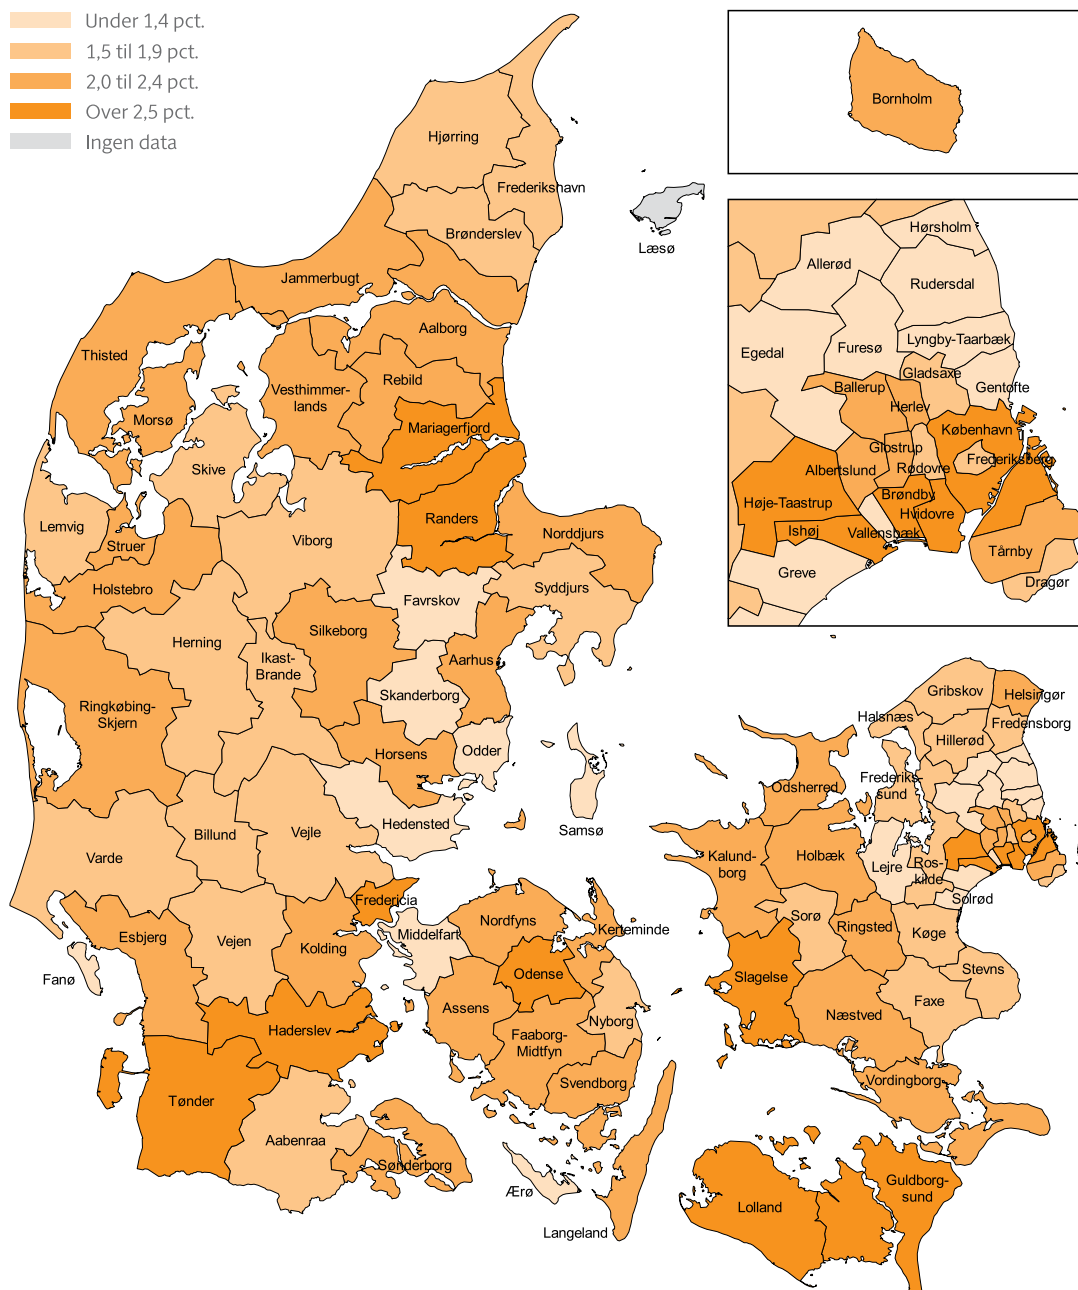 Under 1,4 pct.
1,5 til 1,9 pct.
2,0 til 2,4 pct.
Over 2,5 pct.
Ingen data
Bornholm
Hjørring
Frederikshavn
Brønderslev
Læsø
Jammerbugt
Aalborg
Thisted
Rebild
Vesthimmer-
lands
Morsø
Mariagerfjord
Skive
Lemvig
Randers
Struer
Viborg
Norddjurs
Holstebro
Favrskov
Syddjurs
Silkeborg
Herning
Ikast-
Brande
Aarhus
Skanderborg
Ringkøbing-
Skjern
Horsens
Odder
Hedensted
Samsø
Billund
Vejle
Varde
Fredericia
Esbjerg
Vejen
Kolding
Middelfart
Nordfyns
Kerteminde
Fanø
Odense
Assens
Haderslev
Faaborg-
Midtfyn
Nyborg
Svendborg
Tønder
Aabenraa
Sønderborg
Ærø
Langeland
Hørsholm
Allerød
Rudersdal
Egedal
Furesø
Lyngby-Taarbæk
Gladsaxe
Ballerup
Gentofte
Herlev
København
Glostrup
Frederiksberg
Albertslund
Rødovre
Høje-Taastrup
Brøndby
Hvidovre
Ishøj
Vallensbæk
Tårnby
Greve
Dragør
Gribskov
Helsingør
Halsnæs
Fredensborg
Hillerød
Frederiks-
sund
Odsherred
Kalund-
borg
Holbæk
Lejre
Ros-
kilde
Solrød
Sorø
Ringsted
Køge
Slagelse
Stevns
Faxe
Næstved
Vordingborg
Guldborg-
sund
Lolland